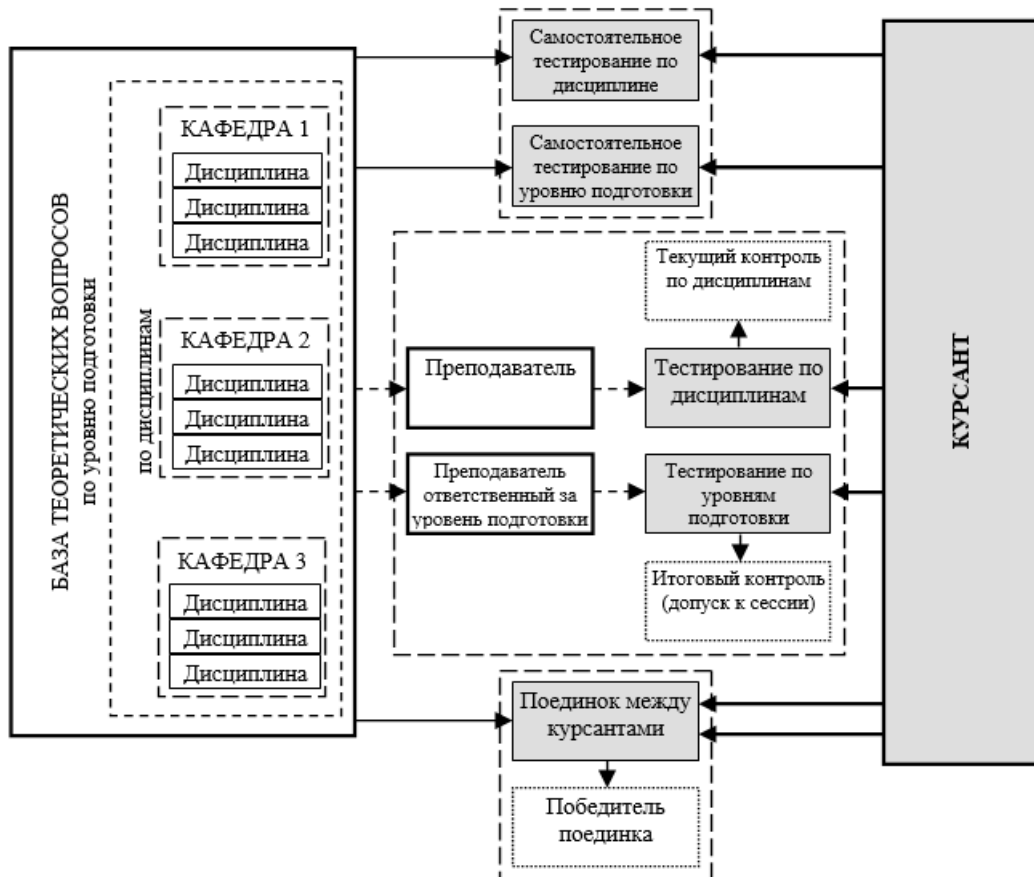 БАЗА ТЕОРЕТИЧЕСКИХ ВОПРОСОВ
по уровню подготовки
по дисциплинам
КАФЕДРА 1
Дисциплина
Дисциплина
Дисциплина
КАФЕДРА 2
Дисциплина
Дисциплина
Дисциплина
КАФЕДРА 3
Дисциплина
Дисциплина
Дисциплина
Самостоятельное
тестирование по
дисциплине
Самостоятельное
тестирование по
уровню подготовки
Текущий контроль
по дисциплинам
Преподаватель
Тестирование по
дисциплинам
Преподаватель
ответственный за
уровень подготовки
Тестирование по
уровням
подготовки
Итоговый контроль
(допуск к сессии)
Поединок между
курсантами
Победитель
поединка
КУРСАНТ